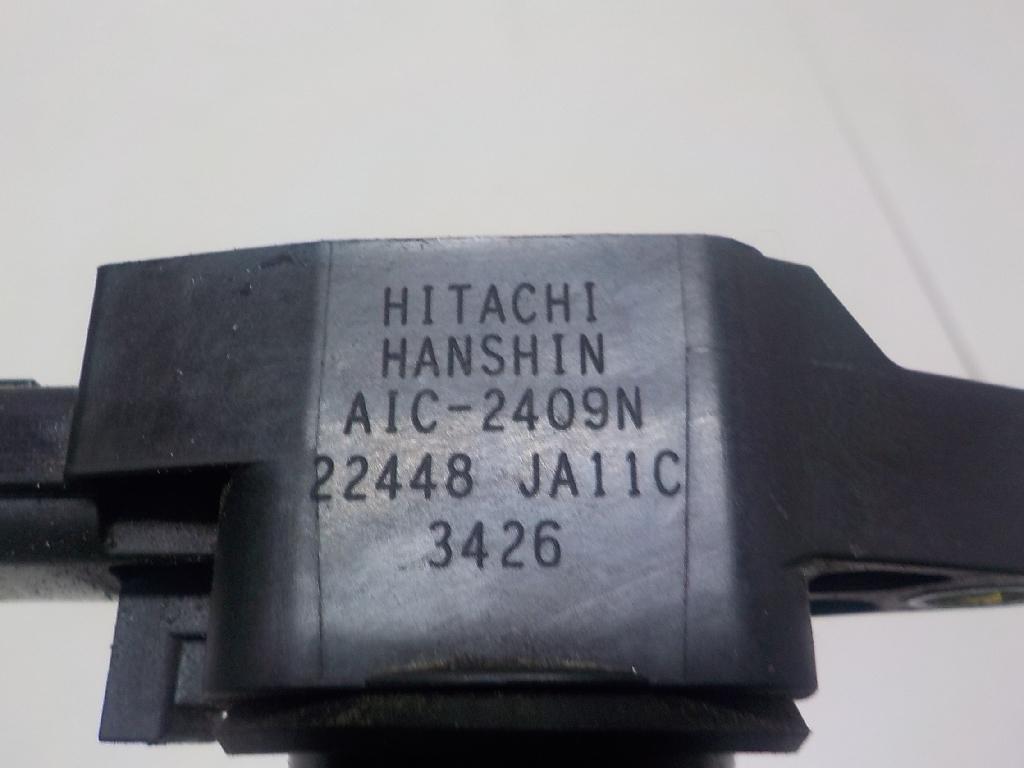 HITACHI
HANSHIN
AIC-2409N
22448 JA11C
3426